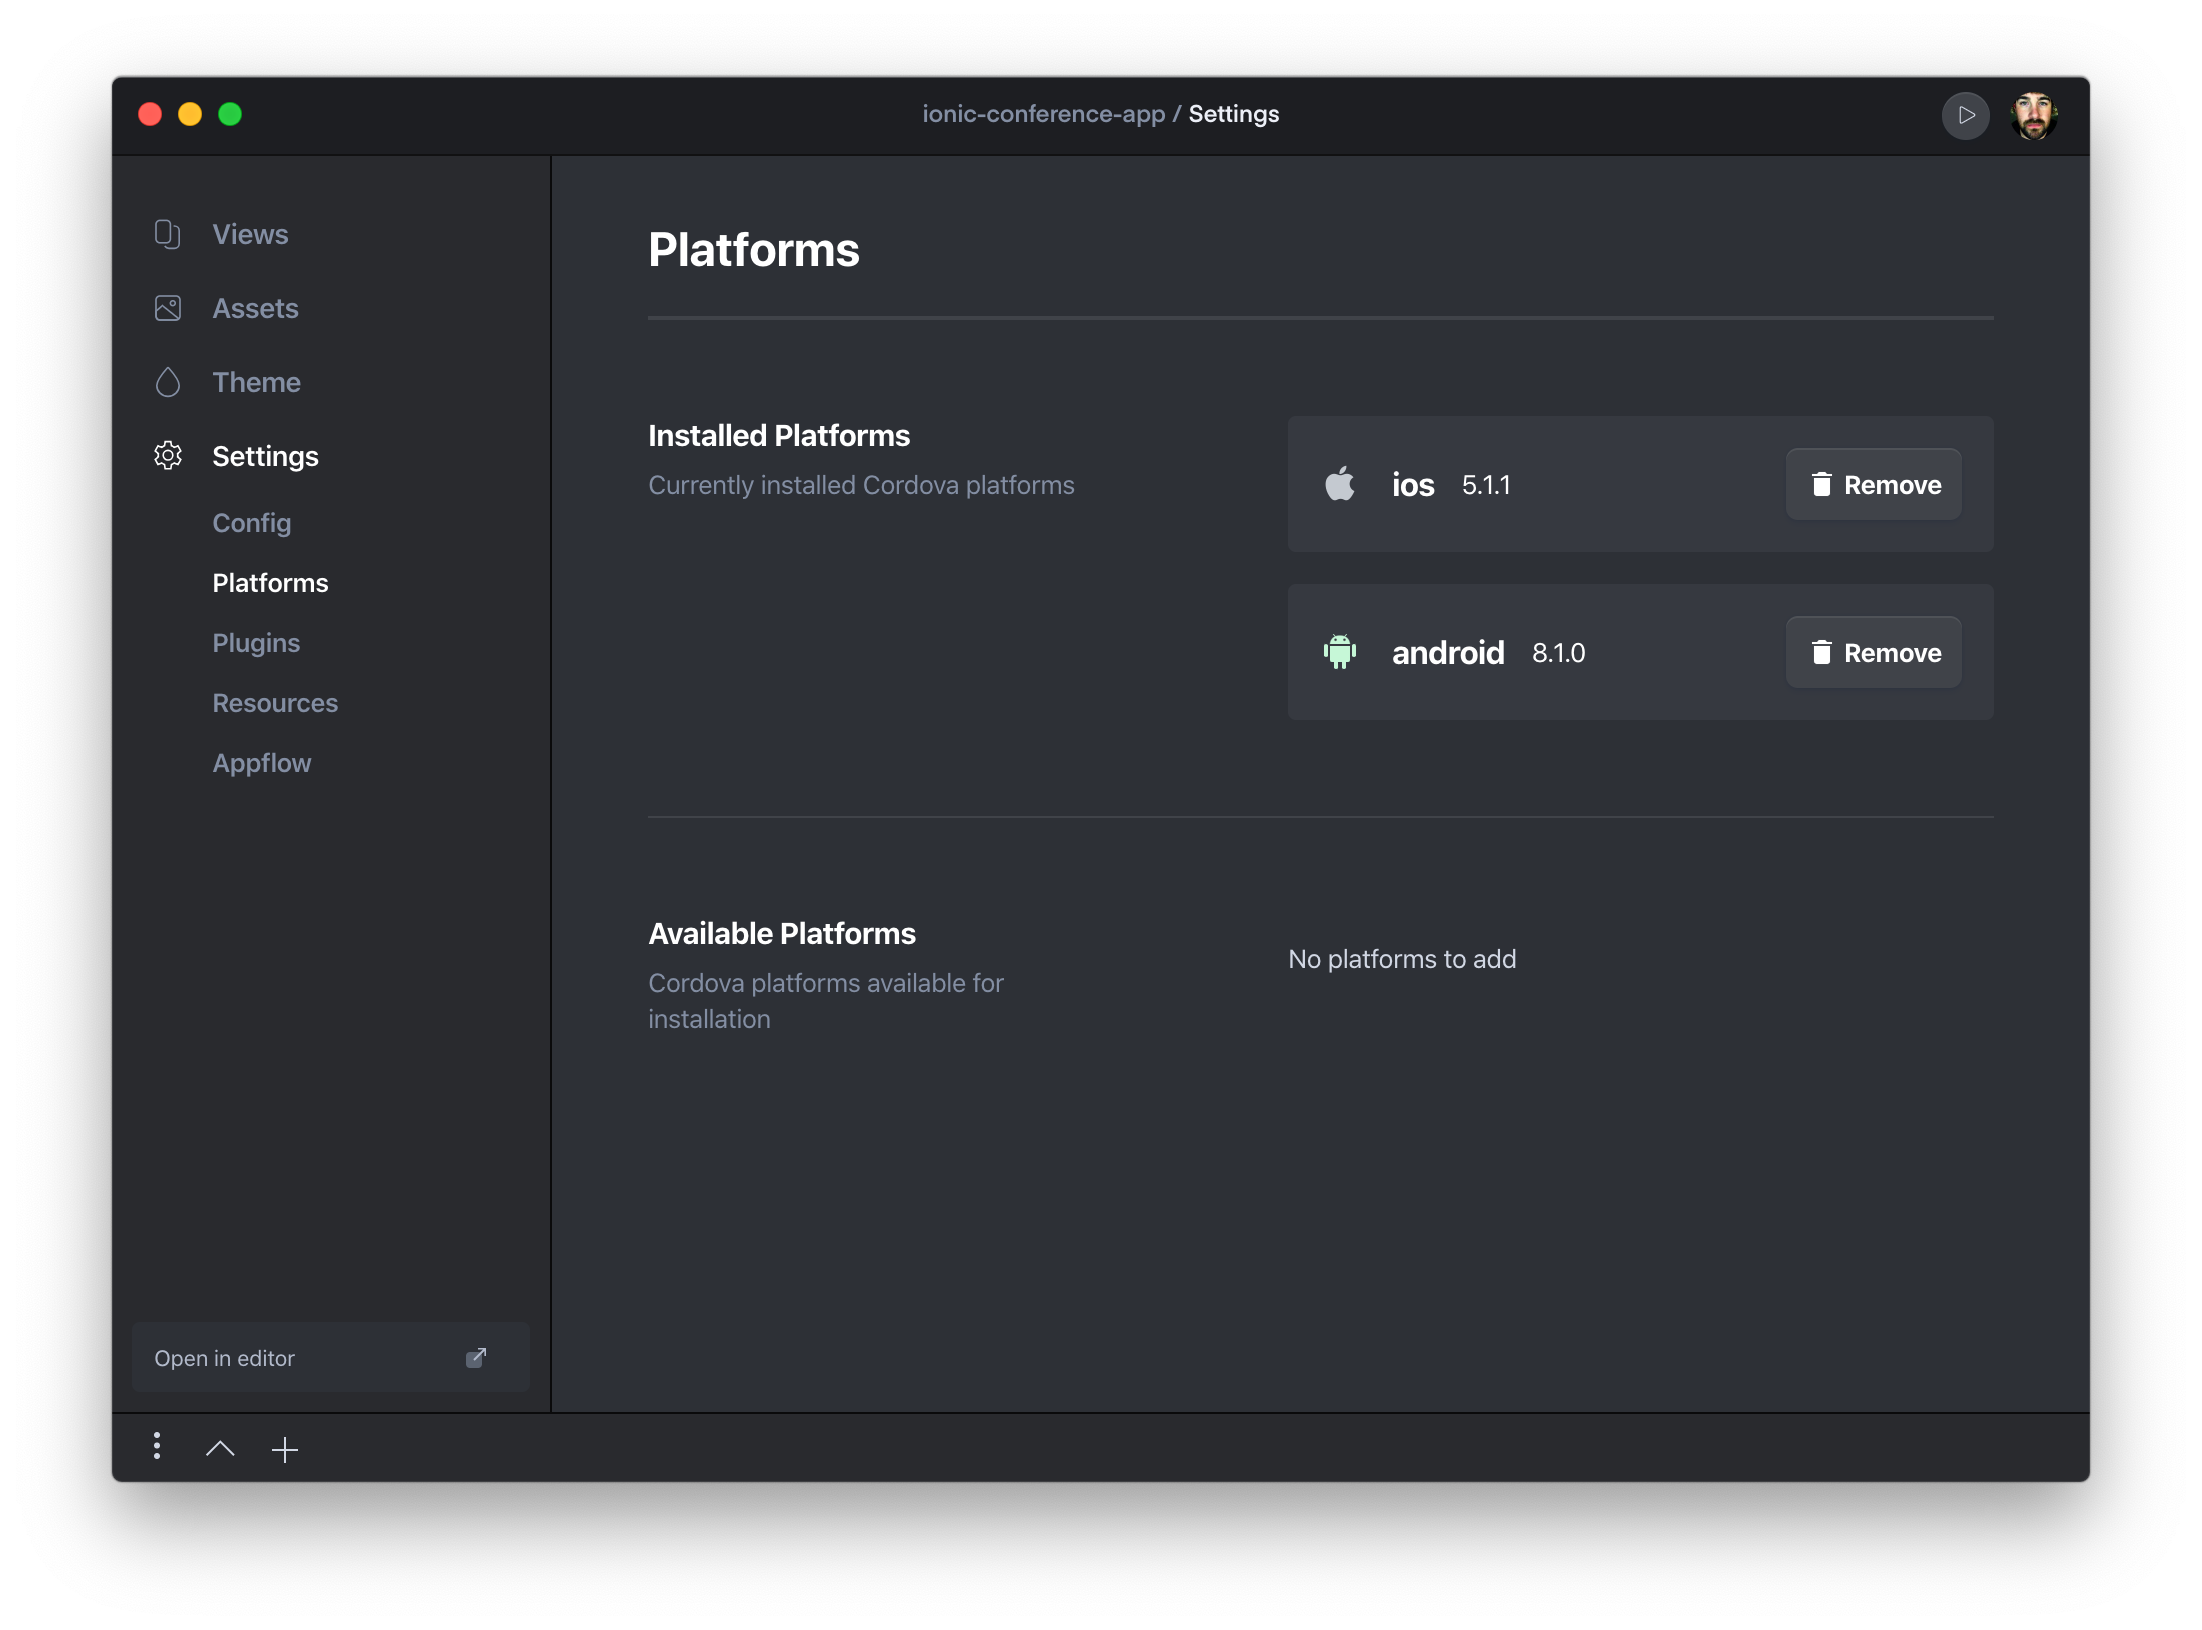 ionic-conference-app / Settings
Views
Assets
Theme
Settings
Config
Platforms
Plugins
Resources
Appflow
Open in editor
Platforms
Installed Platforms
Currently installed Cordova platforms
ios 5.1.1 Remove
android 8.1.0 Remove
Available Platforms
Cordova platforms available for
installation
No platforms to add